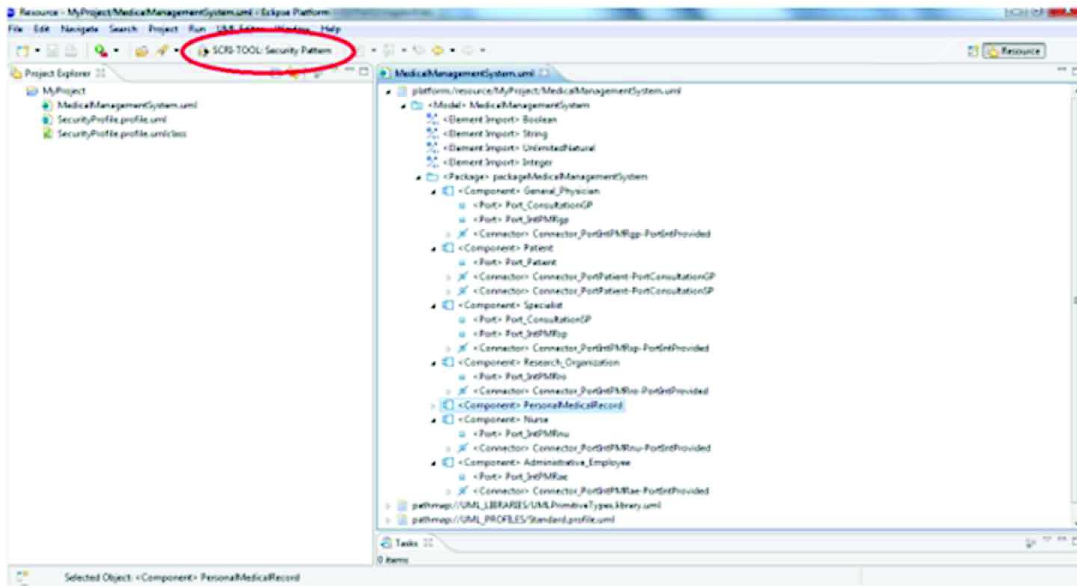 Resource - MyProject/MedicalManagementSystem.uml - Eclipse Platform
File Edit Navigate Search Project Run UML Editor Window Help
SCRI-TOOL: Security Pattern
Resource
Project Explorer
MyProject
MedicalManagementSystem.uml
SecurityProfile.profile.uml
SecurityProfile.profile.umlclass
MedicalManagementSystem.uml
platform:/resource/MyProject/MedicalManagementSystem.uml
<Model> MedicalManagementSystem
<Element Import> Boolean
<Element Import> String
<Element Import> UnlimitedNatural
<Element Import> Integer
<Package> packageMedicalManagementSystem
<Component> General_Physician
<Port> Port_ConsultationGP
<Port> Port_IntPMRgp
<Connector> Connector_PortIntPMRgp-PortIntProvided
<Component> Patient
<Port> Port_Patient
<Connector> Connector_PortPatient-PortConsultationGP
<Connector> Connector_PortPatient-PortConsultationSP
<Component> Specialist
<Port> Port_ConsultationSP
<Port> Port_IntPMRsp
<Connector> Connector_PortIntPMRsp-PortIntProvided
<Component> Research_Organization
<Port> Port_IntPMRro
<Connector> Connector_PortIntPMRro-PortIntProvided
<Component> PersonalMedicalRecord
<Component> Nurse
<Port> Port_IntPMRnu
<Connector> Connector_PortIntPMRnu-PortIntProvided
<Component> Administrative_Employee
<Port> Port_IntPMRae
<Connector> Connector_PortIntPMRae-PortIntProvided
pathmap://UML_LIBRARIES/UMLPrimitiveTypes.library.uml
pathmap://UML_PROFILES/Standard.profile.uml
Tasks
0 items
Selected Object: <Component> PersonalMedicalRecord